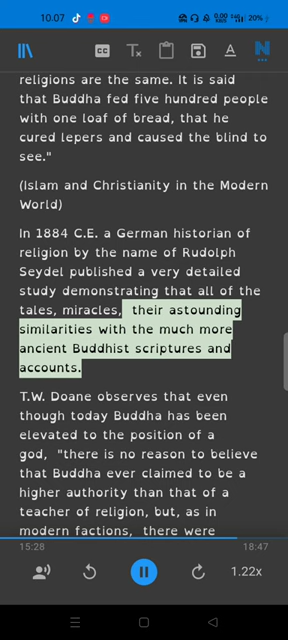 10.07
0.00
KB/S
20%
religions are the same. It is said
that Buddha fed five hundred people
with one loaf of bread, that he
cured lepers and caused the blind to
see."
(Islam and Christianity in the Modern
World)
In 1884 C.E. a German historian of
religion by the name of Rudolph
Seydel published a very detailed
study demonstrating that all of the
tales, miracles,  their astounding
similarities with the much more
ancient Buddhist scriptures and
accounts.
T.W. Doane observes that even
though today Buddha has been
elevated to the position of a
god,  "there is no reason to believe
that Buddha ever claimed to be a
higher authority than that of a
teacher of religion, but, as in
modern factions,  there were
15:28 18:47
1.22x